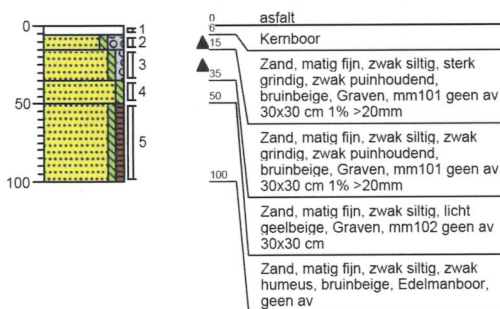 0
50
100
1
2
3
4
5
0
6
15
35
50
100
asfalt
Kernboor
Zand, matig fijn, zwak siltig, sterk
grindig, zwak puinhoudend,
bruinbeige, Graven, mm101 geen av
30x30 cm 1% >20mm
Zand, matig fijn, zwak siltig, zwak
grindig, zwak puinhoudend,
bruinbeige, Graven, mm101 geen av
30x30 cm 1% >20mm
Zand, matig fijn, zwak siltig, licht
geelbeige, Graven, mm102 geen av
30x30 cm
Zand, matig fijn, zwak siltig, zwak
humeus, bruinbeige, Edelmanboor,
geen av